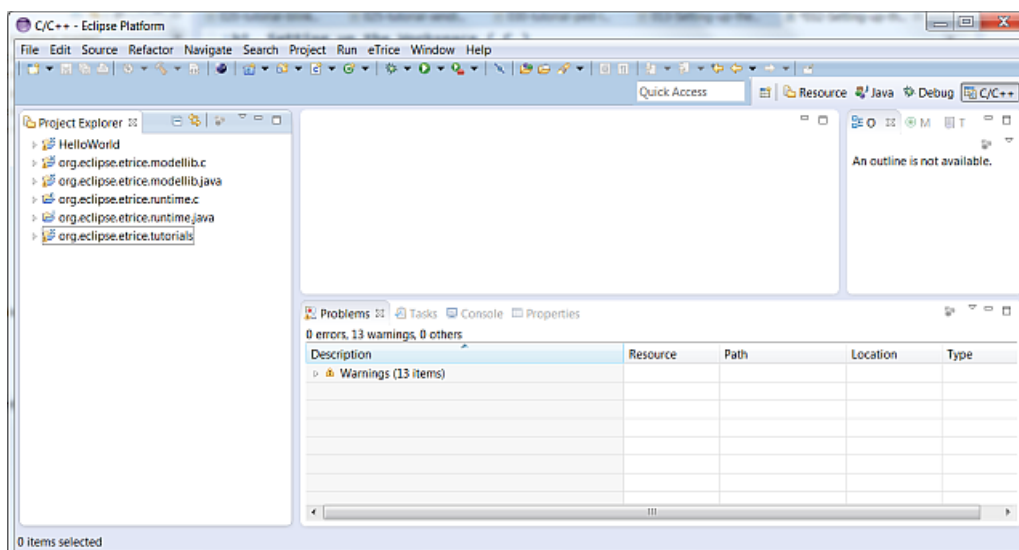 C/C++ - Eclipse Platform
File Edit Source Refactor Navigate Search Project Run eTrice Window Help
Quick Access
Resource Java Debug C/C++
Project Explorer
HelloWorld
org.eclipse.etrice.modellib.c
org.eclipse.etrice.modellib.java
org.eclipse.etrice.runtime.c
org.eclipse.etrice.runtime.java
org.eclipse.etrice.tutorials
O M T
An outline is not available.
Problems Tasks Console Properties
0 errors, 13 warnings, 0 others
Description Resource Path Location Type
Warnings (13 items)
0 items selected